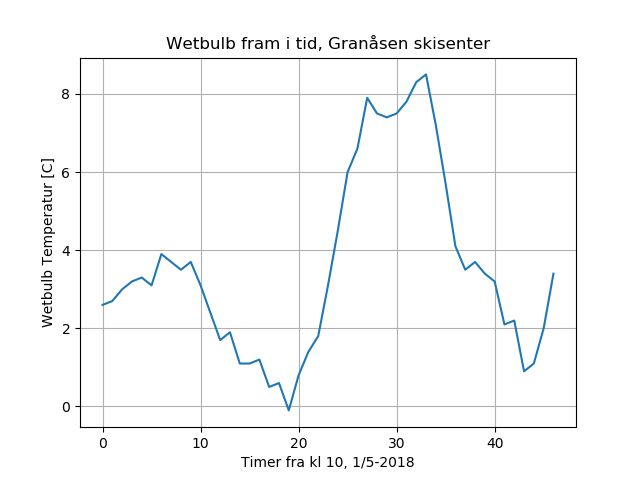 Wetbulb fram i tid, Granåsen skisenter
Wetbulb Temperatur [C]
8
6
4
2
0
0 10 20 30 40
Timer fra kl 10, 1/5-2018